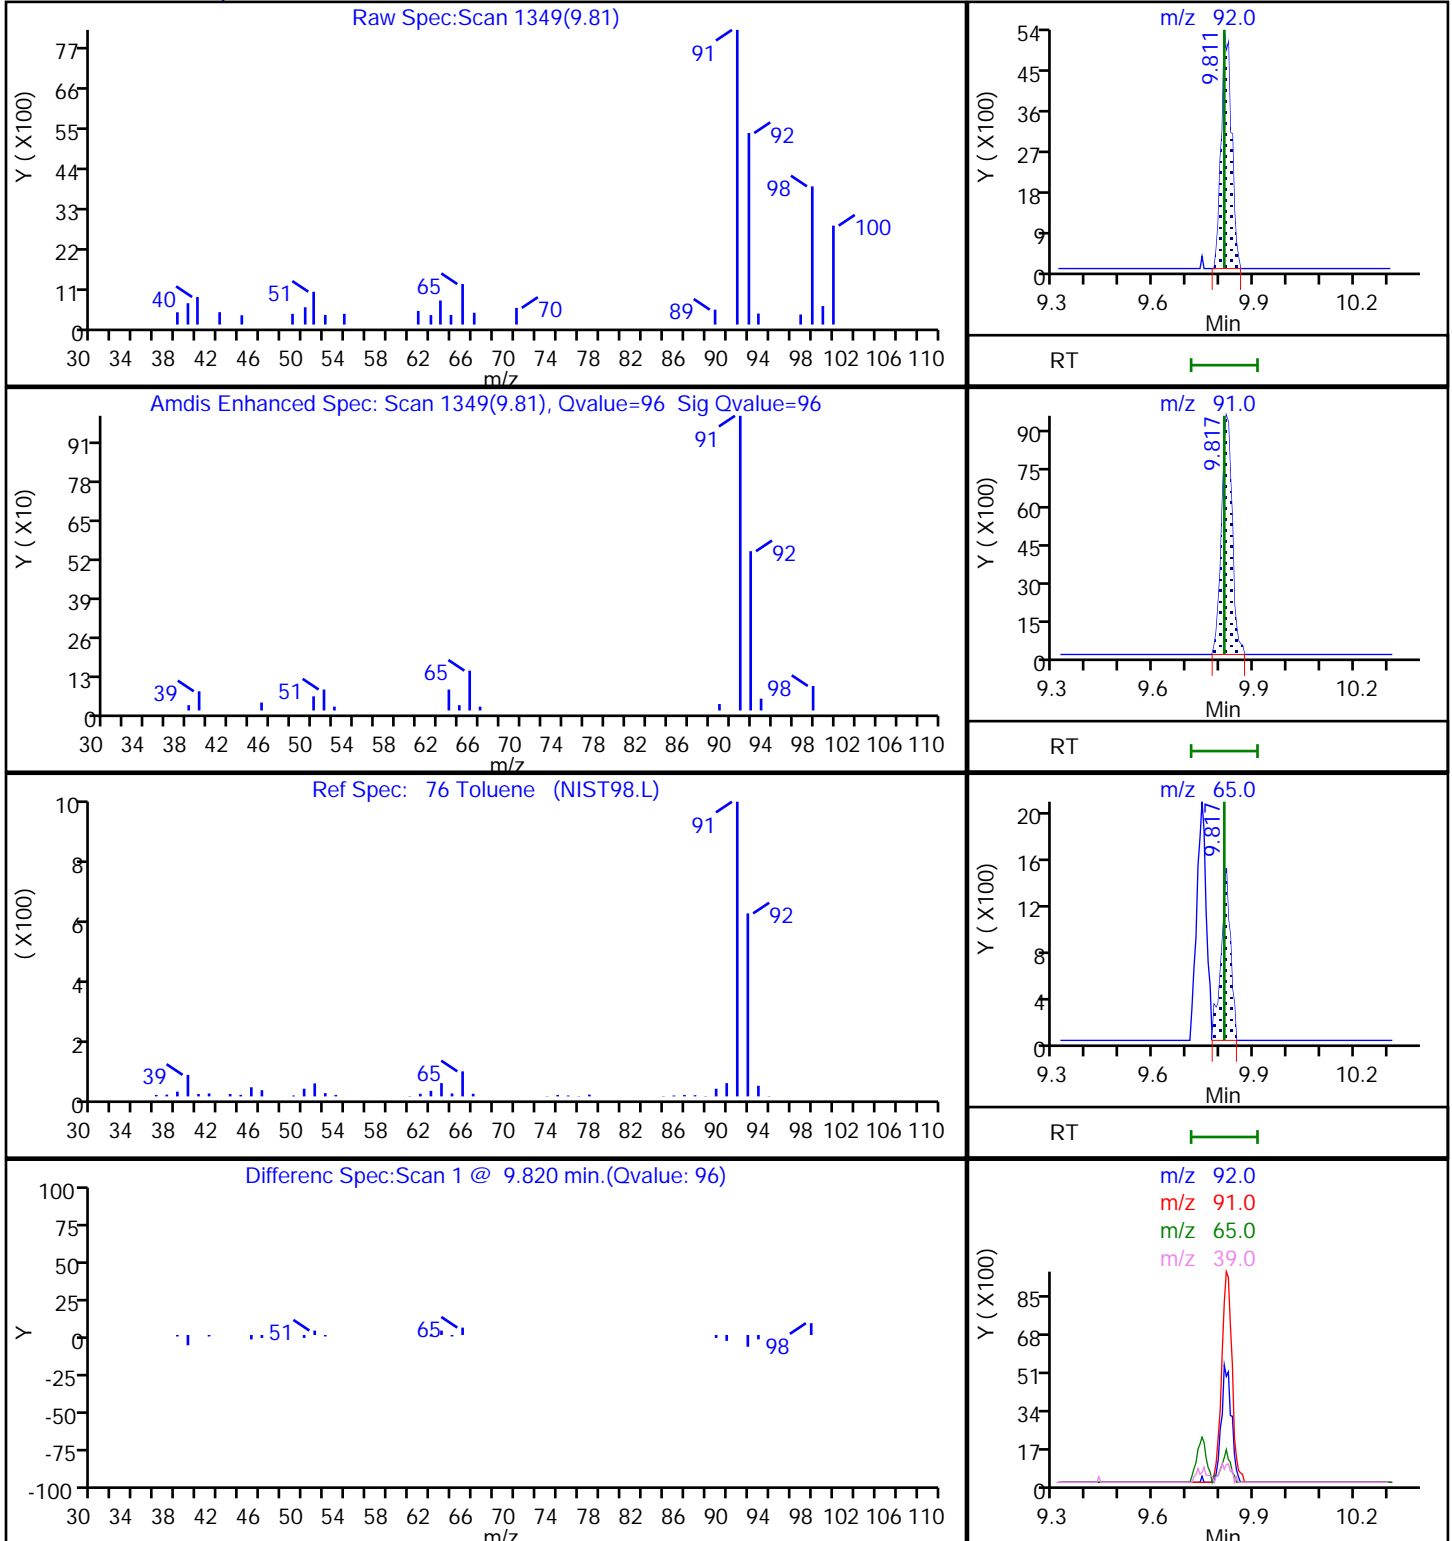 Raw Spec:Scan 1349(9.81)
Y ( X100)
77
66
55
44
33
22
11
0
91
92
98
100
40
51
65
70
89
30 34 38 42 46 50 54 58 62 66 70 74 78 82 86 90 94 98 102 106 110
m/z
m/z 92.0
Y ( X100)
54
45
36
27
18
9
0
9.811
9.3 9.6 9.9 10.2
Min
RT
Amdis Enhanced Spec: Scan 1349(9.81), Qvalue=96 Sig Qvalue=96
Y ( X10)
91
78
65
52
39
26
13
0
91
92
39
51
65
98
30 34 38 42 46 50 54 58 62 66 70 74 78 82 86 90 94 98 102 106 110
m/z
m/z 91.0
Y ( X100)
90
75
60
45
30
15
0
9.817
9.3 9.6 9.9 10.2
Min
RT
Ref Spec: 76 Toluene (NIST98.L)
( X100)
10
8
6
4
2
0
91
92
39
65
30 34 38 42 46 50 54 58 62 66 70 74 78 82 86 90 94 98 102 106 110
m/z 65.0
Y ( X100)
20
16
12
8
4
0
9.817
9.3 9.6 9.9 10.2
Min
RT
Differenc Spec:Scan 1 @ 9.820 min.(Qvalue: 96)
Y
100
75
50
25
0
-25
-50
-75
-100
51
65
98
30 34 38 42 46 50 54 58 62 66 70 74 78 82 86 90 94 98 102 106 110
m/z
m/z 92.0
m/z 91.0
m/z 65.0
m/z 39.0
Y ( X100)
85
68
51
34
17
0
9.3 9.6 9.9 10.2
Min